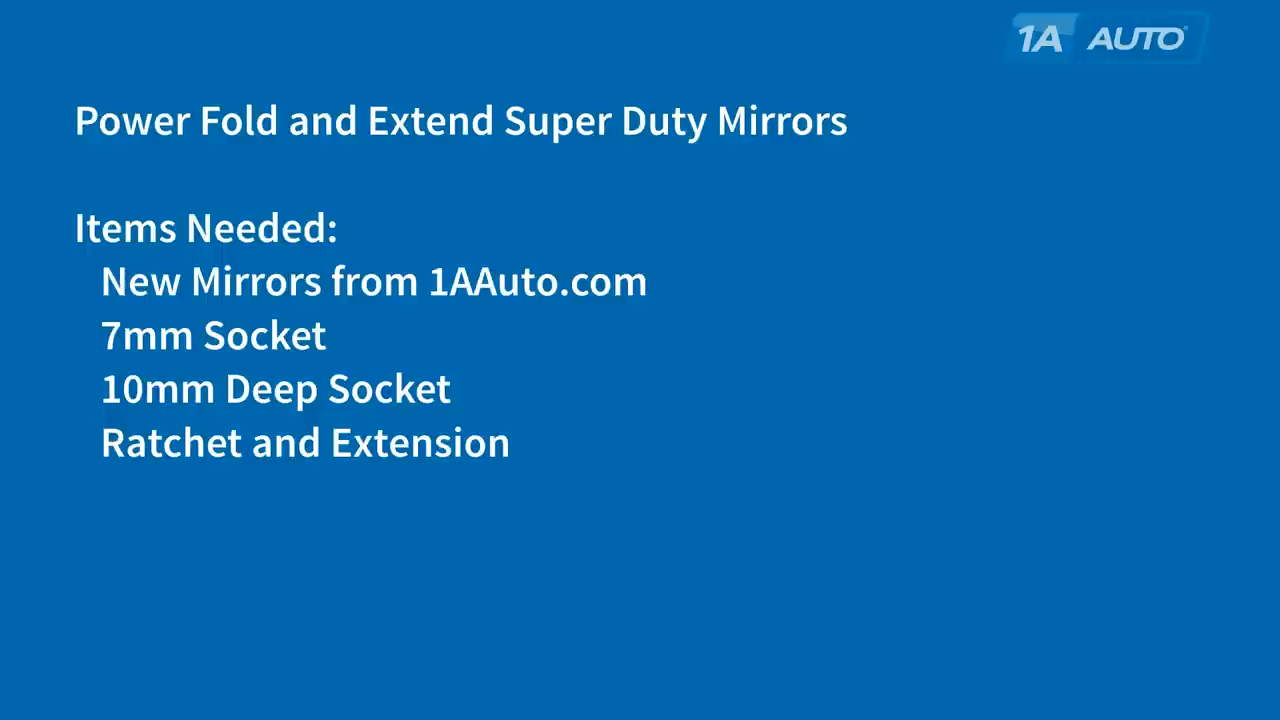 1A AUTO
Power Fold and Extend Super Duty Mirrors
Items Needed:
New Mirrors from 1AAuto.com
7mm Socket
10mm Deep Socket
Ratchet and Extension